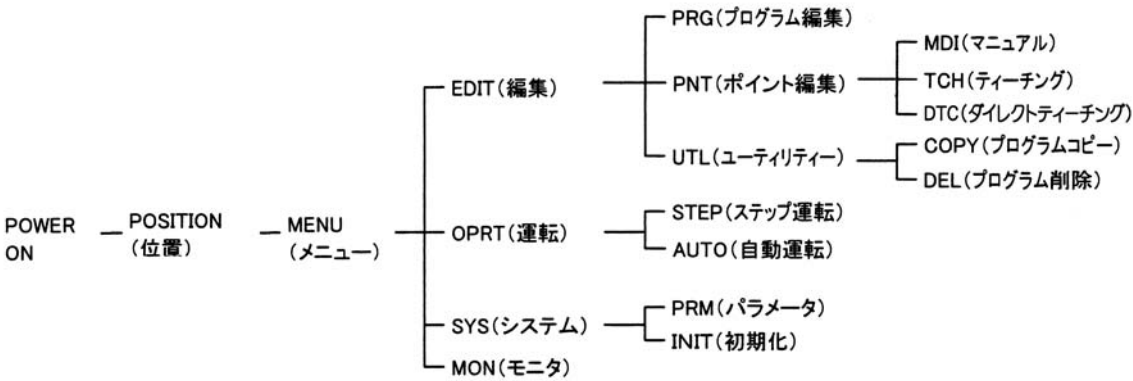 PRG(プログラム編集)
MDI(マニュアル)
EDIT(編集)
PNT(ポイント編集)
TCH(ティーチング)
DTC(ダイレクトティーチング)
UTL(ユーティリティー)
COPY(プログラムコピー)
DEL(プログラム削除)
POWER
ON
POSITION
(位置)
MENU
(メニュー)
OPRT(運転)
STEP(ステップ運転)
AUTO(自動運転)
SYS(システム)
PRM(パラメータ)
INIT(初期化)
MON(モニタ)